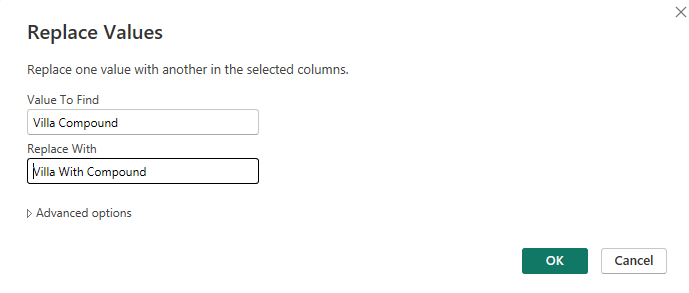 Replace Values
Replace one value with another in the selected columns.
Value To Find
Villa Compound
Replace With
Villa With Compound
Advanced options
OK
Cancel